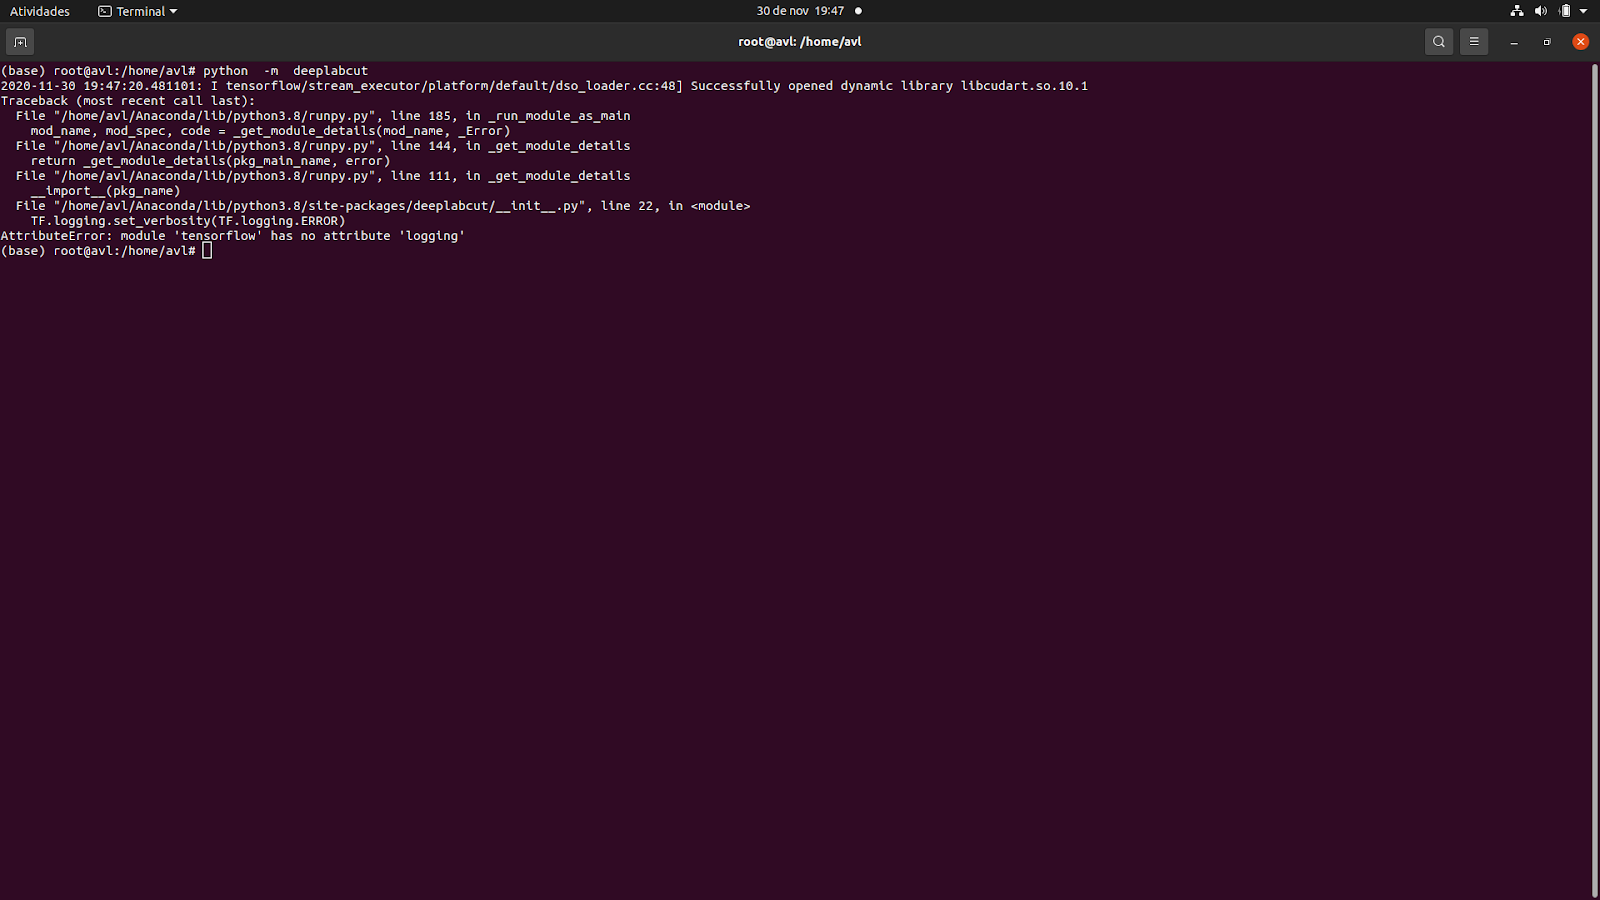 Atividades Terminal 30 de nov 19:47
root@avl: /home/avl
(base) root@avl:/home/avl# python  -m  deeplabcut
2020-11-30 19:47:20.481101: I tensorflow/stream_executor/platform/default/dso_loader.cc:48] Successfully opened dynamic library libcudart.so.10.1
Traceback (most recent call last):
  File "/home/avl/Anaconda/lib/python3.8/runpy.py", line 185, in _run_module_as_main
    mod_name, mod_spec, code = _get_module_details(mod_name, _Error)
  File "/home/avl/Anaconda/lib/python3.8/runpy.py", line 144, in _get_module_details
    return _get_module_details(pkg_main_name, error)
  File "/home/avl/Anaconda/lib/python3.8/runpy.py", line 111, in _get_module_details
    __import__(pkg_name)
  File "/home/avl/Anaconda/lib/python3.8/site-packages/deeplabcut/__init__.py", line 22, in <module>
    TF.logging.set_verbosity(TF.logging.ERROR)
AttributeError: module 'tensorflow' has no attribute 'logging'
(base) root@avl:/home/avl#